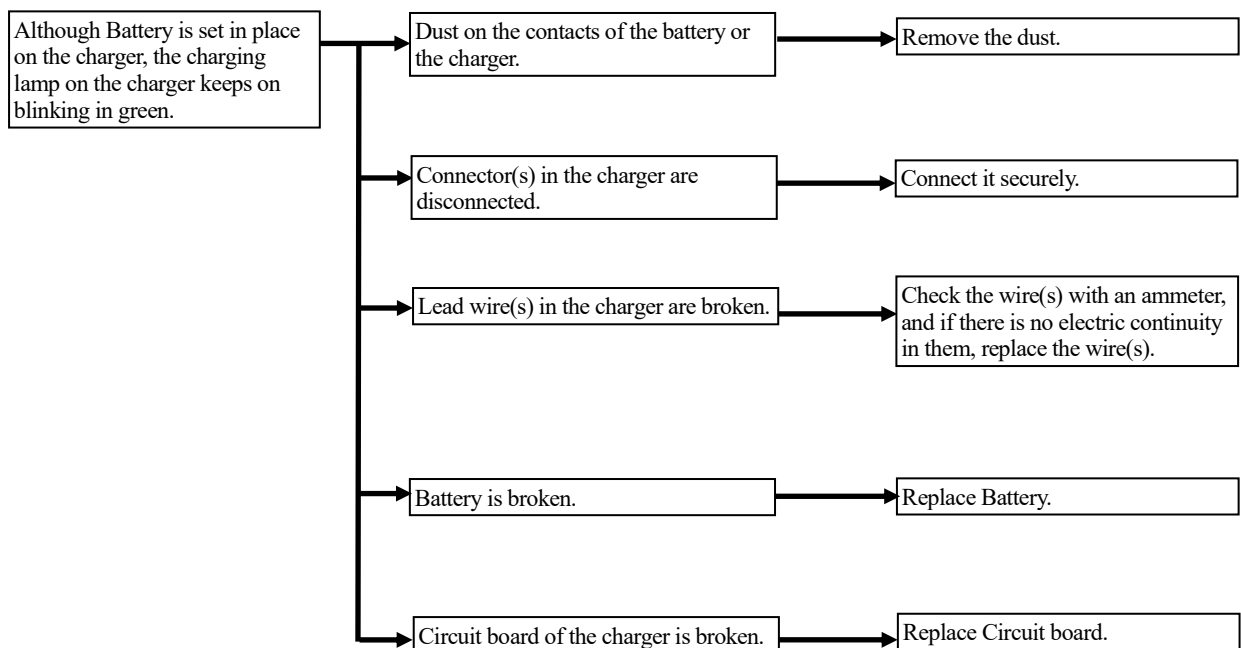 Although Battery is set in place
on the charger, the charging
lamp on the charger keeps on
blinking in green.
Dust on the contacts of the battery or
the charger.
Remove the dust.
Connector(s) in the charger are
disconnected.
Connect it securely.
Lead wire(s) in the charger are broken.
Check the wire(s) with an ammeter,
and if there is no electric continuity
in them, replace the wire(s).
Battery is broken.
Replace Battery.
Circuit board of the charger is broken.
Replace Circuit board.